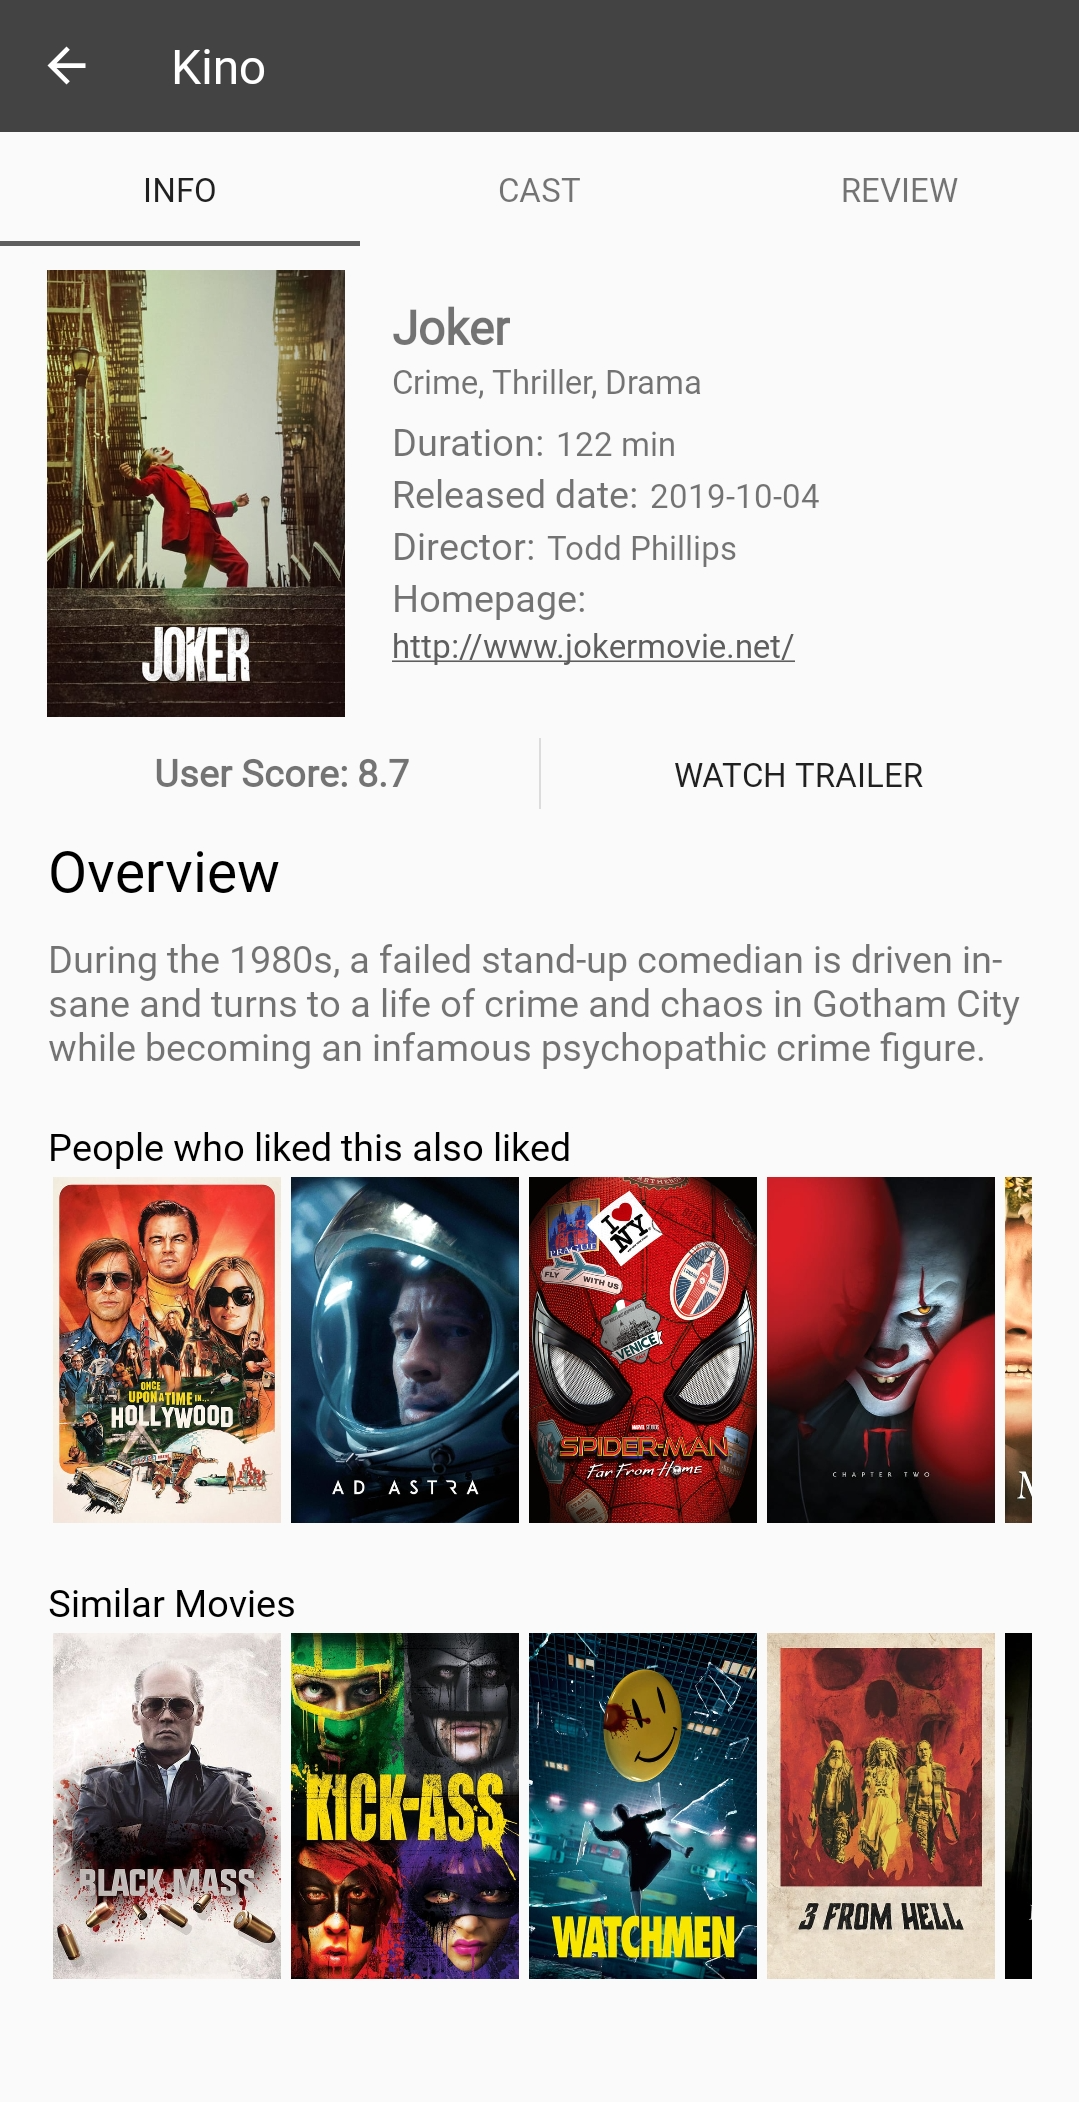 Kino
INFO
CAST
REVIEW
JOKER
Joker
Crime, Thriller, Drama
Duration: 122 min
Released date: 2019-10-04
Director: Todd Phillips
Homepage:
http://www.jokermovie.net/
User Score: 8.7
WATCH TRAILER
Overview
During the 1980s, a failed stand-up comedian is driven in-
sane and turns to a life of crime and chaos in Gotham City
while becoming an infamous psychopathic crime figure.
People who liked this also liked
ONCE
UPON A TIME IN...
HOLLYWOOD
AD ASTRA
PRAGUE
I NY
FLY WITH US
VENICE
SPIDER-MAN
Far From Home
IT
CHAPTER TWO
Similar Movies
BLACK MASS
KICK-ASS
WATCHMEN
3 FROM HELL